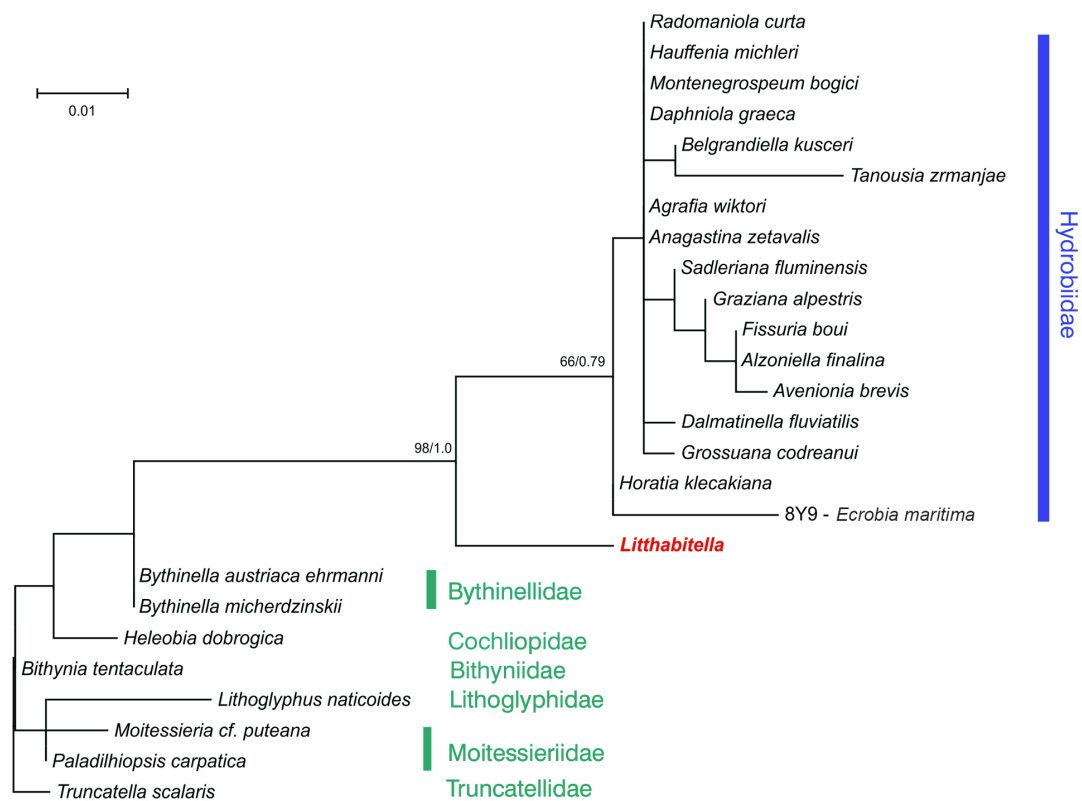 Radomaniola curta
Hauffenia michleri
0.01
Montenegrospeum bogici
Daphniola graeca
Belgrandiella kusceri
Tanousia zrmanjae
Agrafia wiktori
Anagastina zetavalis
Hydrobiidae
Sadleriana fluminensis
Graziana alpestris
Fissuria boui
66/0.79
Alzoniella finalina
Avenionia brevis
Dalmatinella fluviatilis
98/1.0
Grossuana codreanui
Horatia klecakiana
8Y9 - Ecrobia maritima
Litthabitella
Bythinella austriaca ehrmanni
Bythinellidae
Bythinella micherdzinskii
Heleobia dobrogica
Cochliopidae
Bithynia tentaculata
Bithyniidae
Lithoglyphus naticoides
Lithoglyphidae
Moitessieria cf. puteana
Moitessieriidae
Paladilhiopsis carpatica
Truncatella scalaris
Truncatellidae